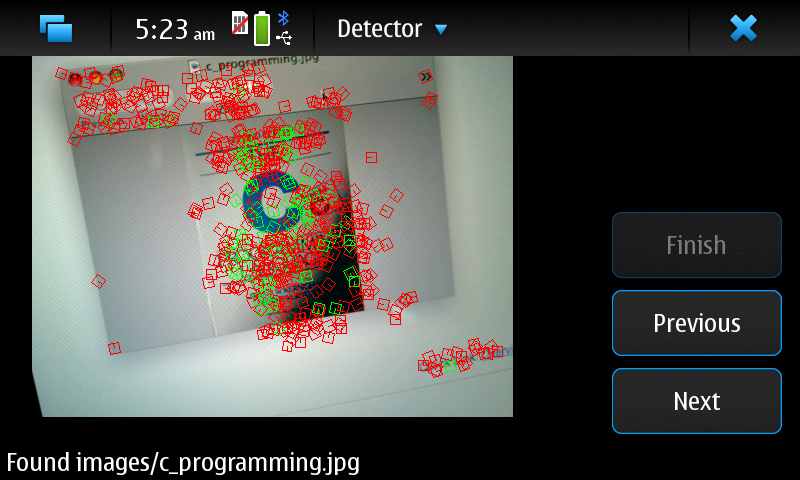 5:23 am
Detector
c_programming.jpg
C
Finish
Previous
Next
Found images/c_programming.jpg